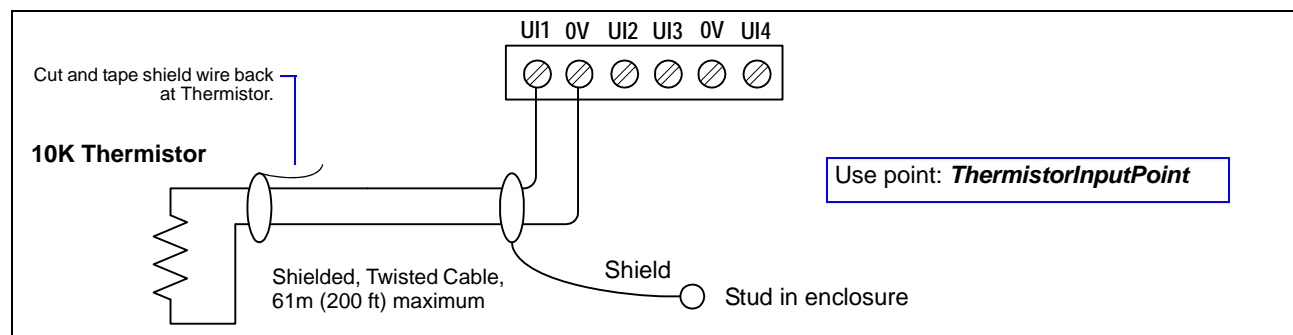 UI1 0V UI2 UI3 0V UI4
Cut and tape shield wire back
at Thermistor.
10K Thermistor
Use point: ThermistorInputPoint
Shielded, Twisted Cable,
61m (200 ft) maximum
Shield
Stud in enclosure